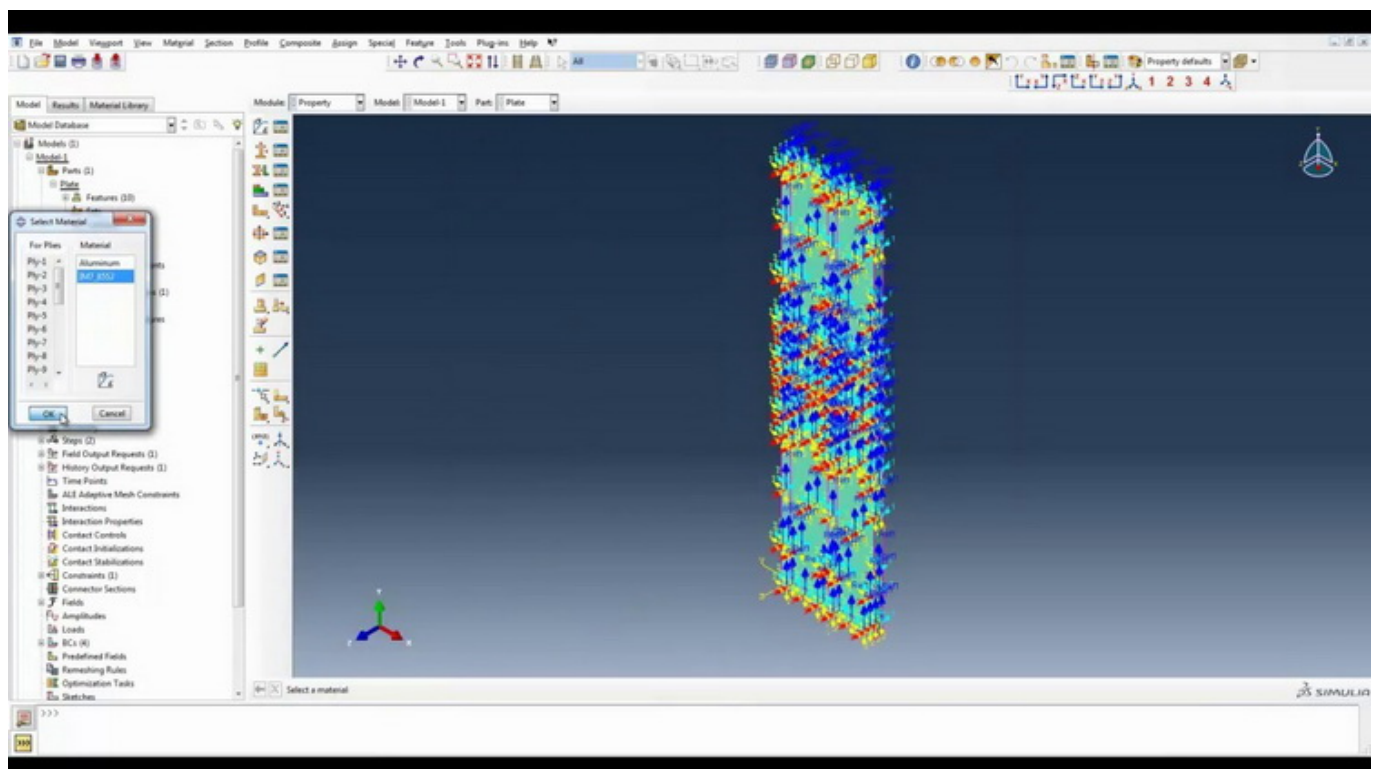 File Model Viewport View Material Section Profile Composite Assign Special Feature Tools Plug-ins Help
All
Property defaults
1 2 3 4
Model Results Material Library
Module: Property Model: Model-1 Part: Plate
Model Database
Models (1)
Model-1
Parts (1)
Plate
Features (10)
Select Material
For Plies Material
Ply-1 Aluminum
Ply-2
Ply-3
Ply-4
(1)
Ply-5
Ply-6
Ply-7
Ply-8
Ply-9
OK Cancel
Steps (2)
Field Output Requests (1)
History Output Requests (1)
Time Points
ALE Adaptive Mesh Constraints
Interactions
Interaction Properties
Contact Controls
Contact Initializations
Contact Stabilizations
Constraints (1)
Connector Sections
Fields
Amplitudes
Loads
BCs (4)
Predefined Fields
Remeshing Rules
Optimization Tasks
Sketches
Select a material
SIMULIA
>>>